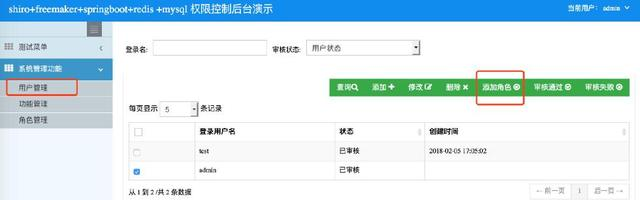 shiro+freemaker+springboot+redis +mysql 权限控制后台演示
当前用户: admin
测试菜单
系统管理功能
用户管理
功能管理
角色管理
登录名:
审核状态: 用户状态
查询 添加 修改 删除 添加角色 审核通过 审核失败
每页显示 5 条记录
登录用户名 状态 创建时间
test 已审核 2018-02-05 17:05:02
admin 已审核
从 1 到 2 /共 2 条数据
← 前一页 1 后一页 →